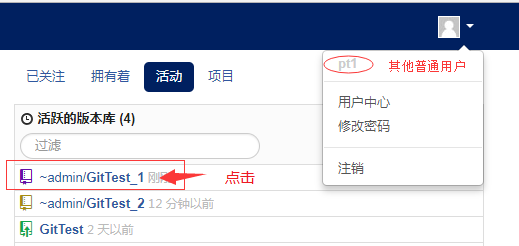 pt1 其他普通用户
已关注 拥有着 活动 项目
用户中心
活跃的版本库 (4)
修改密码
过滤
注销
~admin/GitTest_1 刚刚 点击
~admin/GitTest_2 12 分钟以前
GitTest 2 天以前